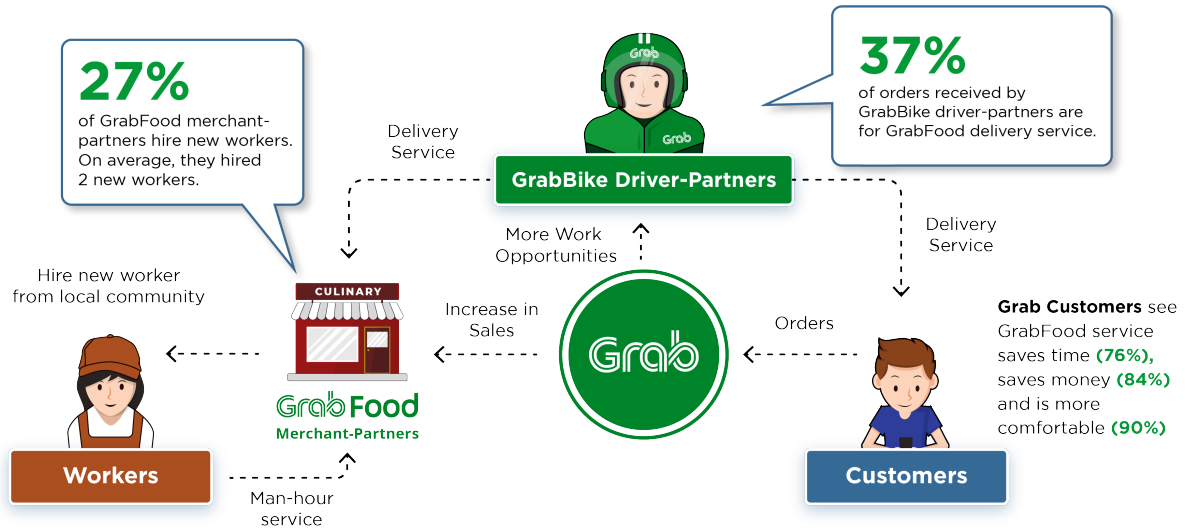 27%
of GrabFood merchant-
partners hire new workers.
On average, they hired
2 new workers.
Grab
Grab
37%
of orders received by
GrabBike driver-partners are
for GrabFood delivery service.
Delivery
Service
GrabBike Driver-Partners
More Work
Opportunities
Delivery
Service
Hire new worker
from local community
CULINARY
Increase in
Sales
Grab
Orders
Grab Customers see
GrabFood service
saves time (76%),
saves money (84%)
and is more
comfortable (90%)
GrabFood
Merchant-Partners
Workers
Man-hour
service
Customers